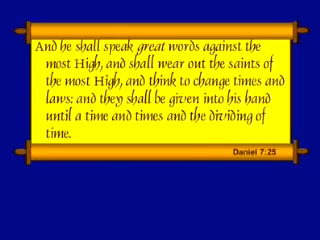 And he shall speak great words against the
most High, and shall wear out the saints of
the most High, and think to change times and
laws: and they shall be given into his hand
until a time and times and the dividing of
time.
Daniel 7:25